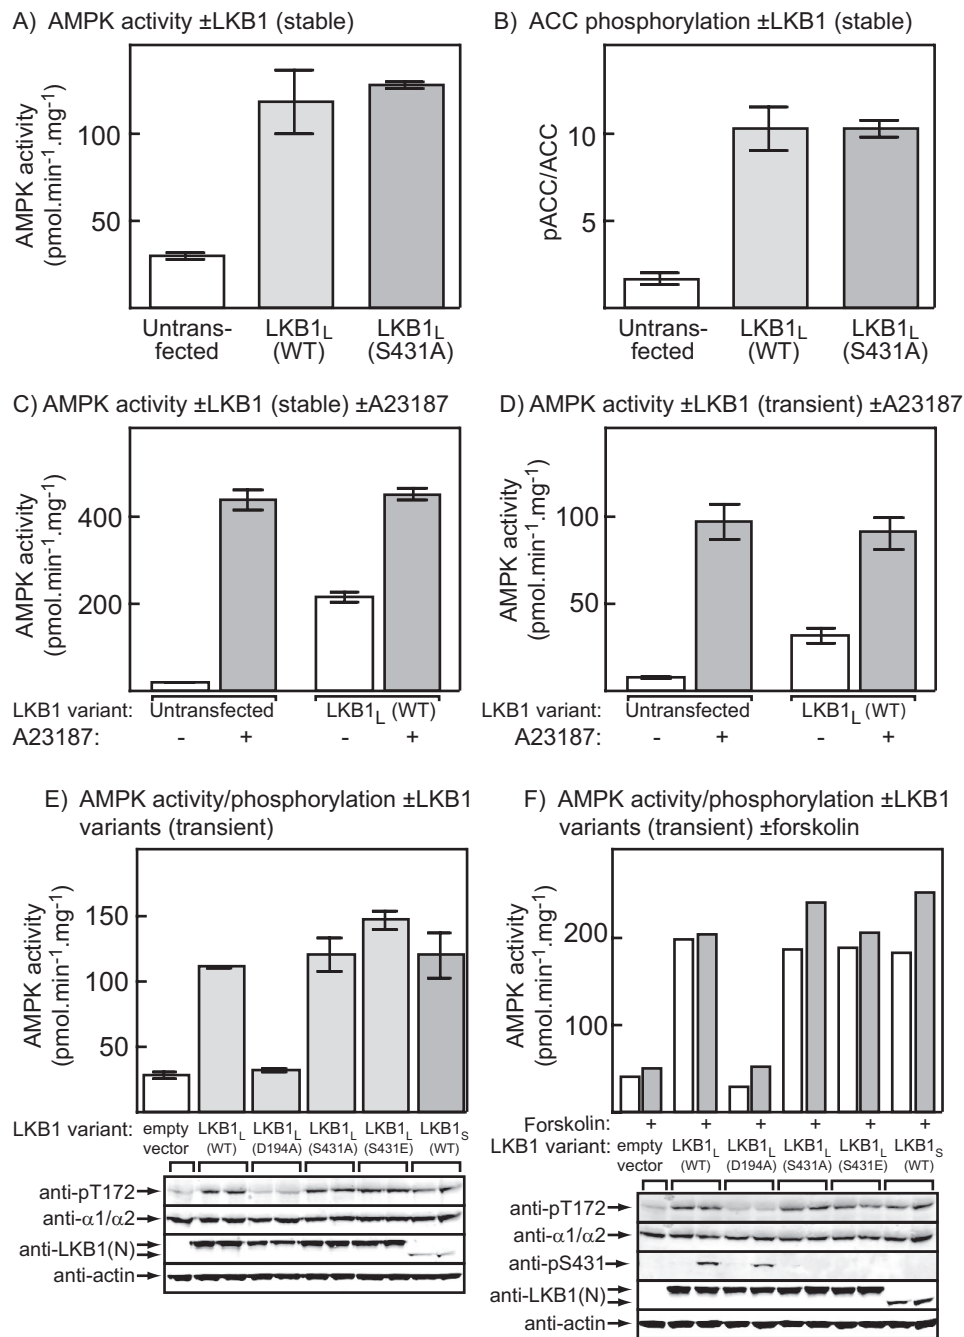 A) AMPK activity ±LKB1 (stable)
AMPK activity
(pmol.min-1.mg-1)
100
50
Untrans-
fected
LKB1L
(WT)
LKB1L
(S431A)
B) ACC phosphorylation ±LKB1 (stable)
pACC/ACC
10
5
Untrans-
fected
LKB1L
(WT)
LKB1L
(S431A)
C) AMPK activity ±LKB1 (stable) ±A23187
AMPK activity
(pmol.min-1.mg-1)
400
200
LKB1 variant: Untransfected LKB1L (WT)
A23187: - + - +
D) AMPK activity ±LKB1 (transient) ±A23187
AMPK activity
(pmol.min-1.mg-1)
100
50
LKB1 variant: Untransfected LKB1L (WT)
A23187: - + - +
E) AMPK activity/phosphorylation ±LKB1
variants (transient)
AMPK activity
(pmol.min-1.mg-1)
150
100
50
LKB1 variant: empty LKB1L LKB1L LKB1L LKB1L LKB1S
vector (WT) (D194A) (S431A) (S431E) (WT)
anti-pT172
anti-α1/α2
anti-LKB1(N)
anti-actin
F) AMPK activity/phosphorylation ±LKB1
variants (transient) ±forskolin
AMPK activity
(pmol.min-1.mg-1)
200
100
Forskolin: + + + + + +
LKB1 variant: empty LKB1L LKB1L LKB1L LKB1L LKB1S
vector (WT) (D194A) (S431A) (S431E) (WT)
anti-pT172
anti-α1/α2
anti-pS431
anti-LKB1(N)
anti-actin